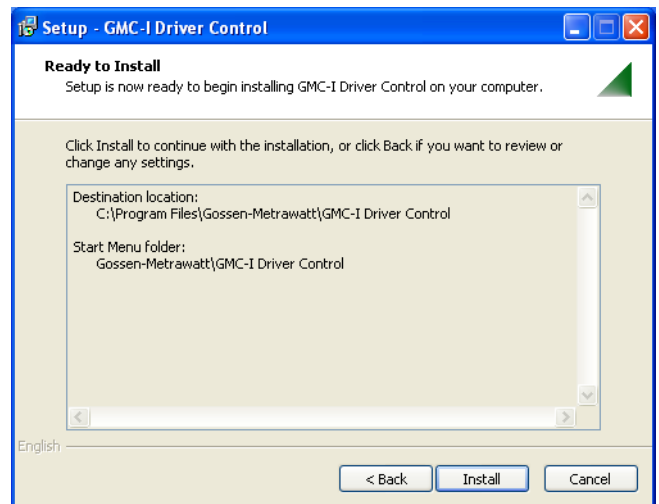 Setup - GMC-I Driver Control
Ready to Install
Setup is now ready to begin installing GMC-I Driver Control on your computer.
Click Install to continue with the installation, or click Back if you want to review or
change any settings.
Destination location:
C:\Program Files\Gossen-Metrawatt\GMC-I Driver Control
Start Menu folder:
Gossen-Metrawatt\GMC-I Driver Control
English
< Back
Install
Cancel